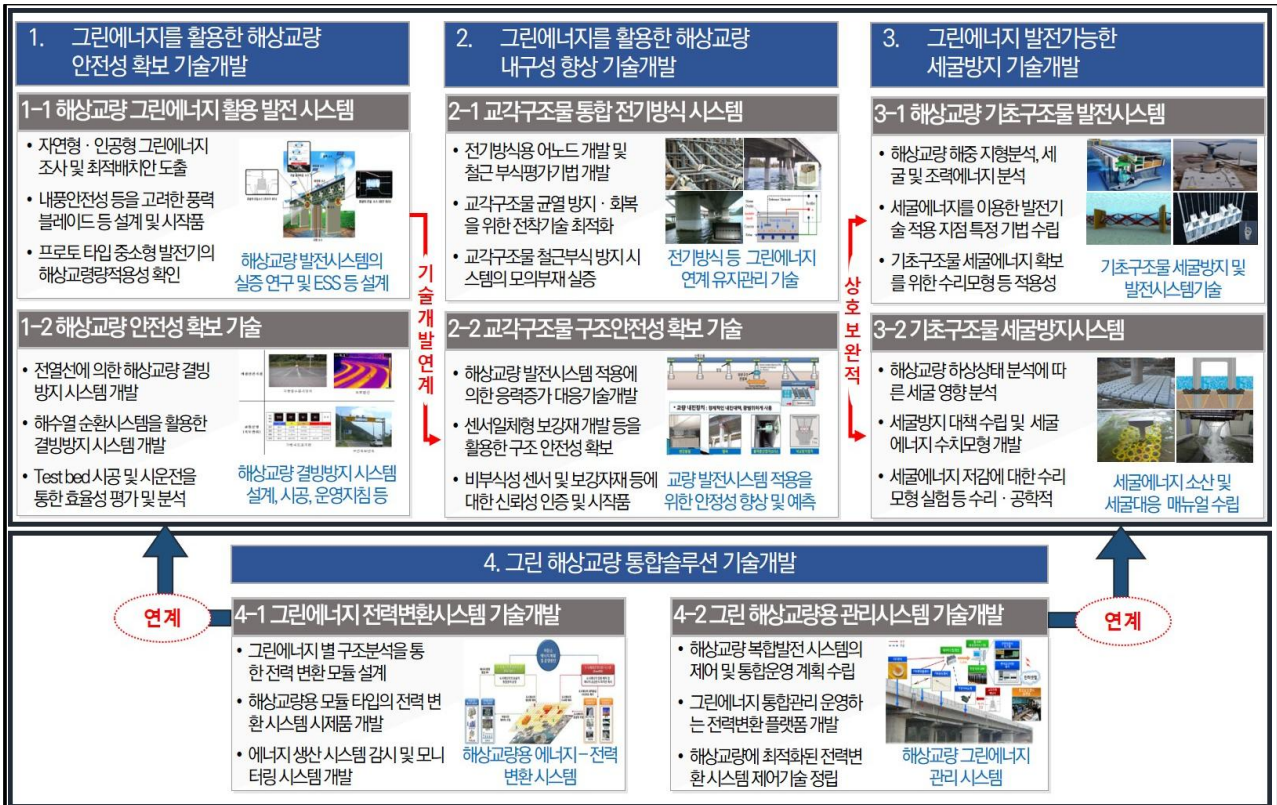 1. 그린에너지를 활용한 해상교량
안전성 확보 기술개발
1-1 해상교량 그린에너지 활용 발전 시스템
• 자연형 · 인공형 그린에너지
조사 및 최적배치안 도출
• 내풍안전성 등을 고려한 풍력
블레이드 등 설계 및 시작품
• 프로토 타입 중소형 발전기의
해상교령량적용성 확인
해상교량 발전시스템의
실증 연구 및 ESS 등 설계
1-2 해상교량 안전성 확보 기술
• 전열선에 의한 해상교량 결빙
방지 시스템 개발
• 해수열 순환시스템을 활용한
결빙방지 시스템 개발
• Test bed 시공 및 시운전을
통한 효율성 평가 및 분석
해상교량 결빙방지 시스템
설계, 시공, 운영지침 등
기술개발연계
2. 그린에너지를 활용한 해상교량
내구성 향상 기술개발
2-1 교각구조물 통합 전기방식 시스템
• 전기방식용 어노드 개발 및
철근 부식평가기법 개발
• 교각구조물 균열 방지 · 회복
을 위한 전착기술 최적화
• 교각구조물 철근부식 방지 시
스템의 모의부재 실증
전기방식 등 그린에너지
연계 유지관리 기술
2-2 교각구조물 구조안전성 확보 기술
• 해상교량 발전시스템 적용에
의한 응력증가 대응기술개발
• 센서일체형 보강재 개발 등을
활용한 구조 안전성 확보
• 비부식성 센서 및 보강자재 등에
대한 신뢰성 인증 및 시작품
교량 발전시스템 적용을
위한 안정성 향상 및 예측
상호보완적
3. 그린에너지 발전가능한
세굴방지 기술개발
3-1 해상교량 기초구조물 발전시스템
• 해상교량 해중 지형분석, 세
굴 및 조력에너지 분석
• 세굴에너지를 이용한 발전기
술 적용 지점 특정 기법 수립
• 기초구조물 세굴에너지 확보
를 위한 수리모형 등 적용성
기초구조물 세굴방지 및
발전시스템기술
3-2 기초구조물 세굴방지시스템
• 해상교량 하상상태 분석에 따
른 세굴 영향 분석
• 세굴방지 대책 수립 및 세굴
에너지 수치모형 개발
• 세굴에너지 저감에 대한 수리
모형 실험 등 수리 · 공학적
세굴에너지 소산 및
세굴대응 매뉴얼 수립
4. 그린 해상교량 통합솔루션 기술개발
연계
4-1 그린에너지 전력변환시스템 기술개발
• 그린에너지 별 구조분석을 통
한 전력 변환 모듈 설계
• 해상교량용 모듈 타입의 전력 변
환 시스템 시제품 개발
• 에너지 생산 시스템 감시 및 모니
터링 시스템 개발
해상교량용 에너지-전력
변환 시스템
4-2 그린 해상교량용 관리시스템 기술개발
• 해상교량 복합발전 시스템의
제어 및 통합운영 계획 수립
• 그린에너지 통합관리 운영하
는 전력변환 플랫폼 개발
• 해상교량에 최적화된 전력변
환 시스템 제어기술 정립
해상교량 그린에너지
관리 시스템
연계